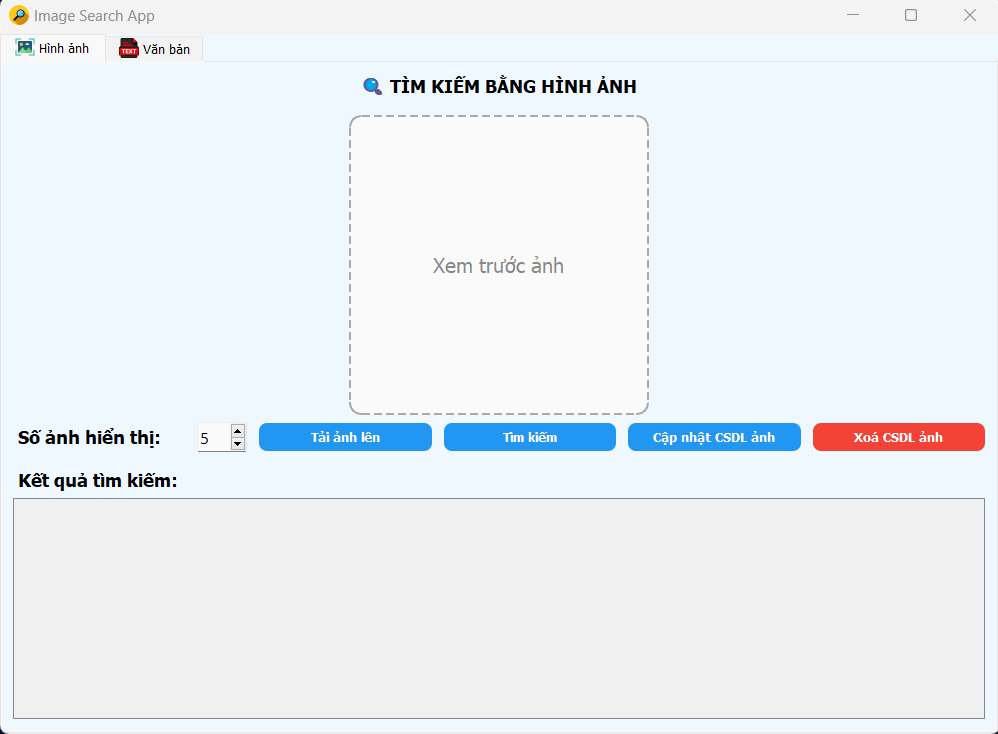 Image Search App
Hình ảnh
TEXT
Văn bản
TÌM KIẾM BẰNG HÌNH ẢNH
Xem trước ảnh
Số ảnh hiển thị:
5
Tải ảnh lên
Tìm kiếm
Cập nhật CSDL ảnh
Xoá CSDL ảnh
Kết quả tìm kiếm: